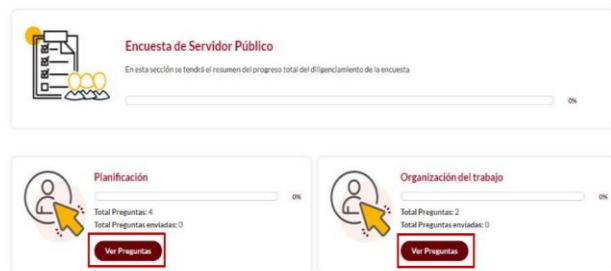 Encuesta de Servidor Público
En esta sección se tendrá el resumen del progreso total del diligenciamiento de la encuesta
0%
Planificación
0%
Total Preguntas: 4
Total Preguntas enviadas: 0
Ver Preguntas
Organización del trabajo
0%
Total Preguntas: 2
Total Preguntas enviadas: 0
Ver Preguntas